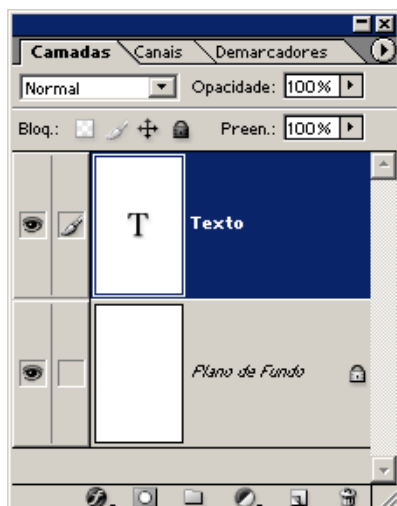 Camadas Canais Demarcadores
Normal Opacidade: 100%
Bloq.: Preen.: 100%
T Texto
Plano de Fundo